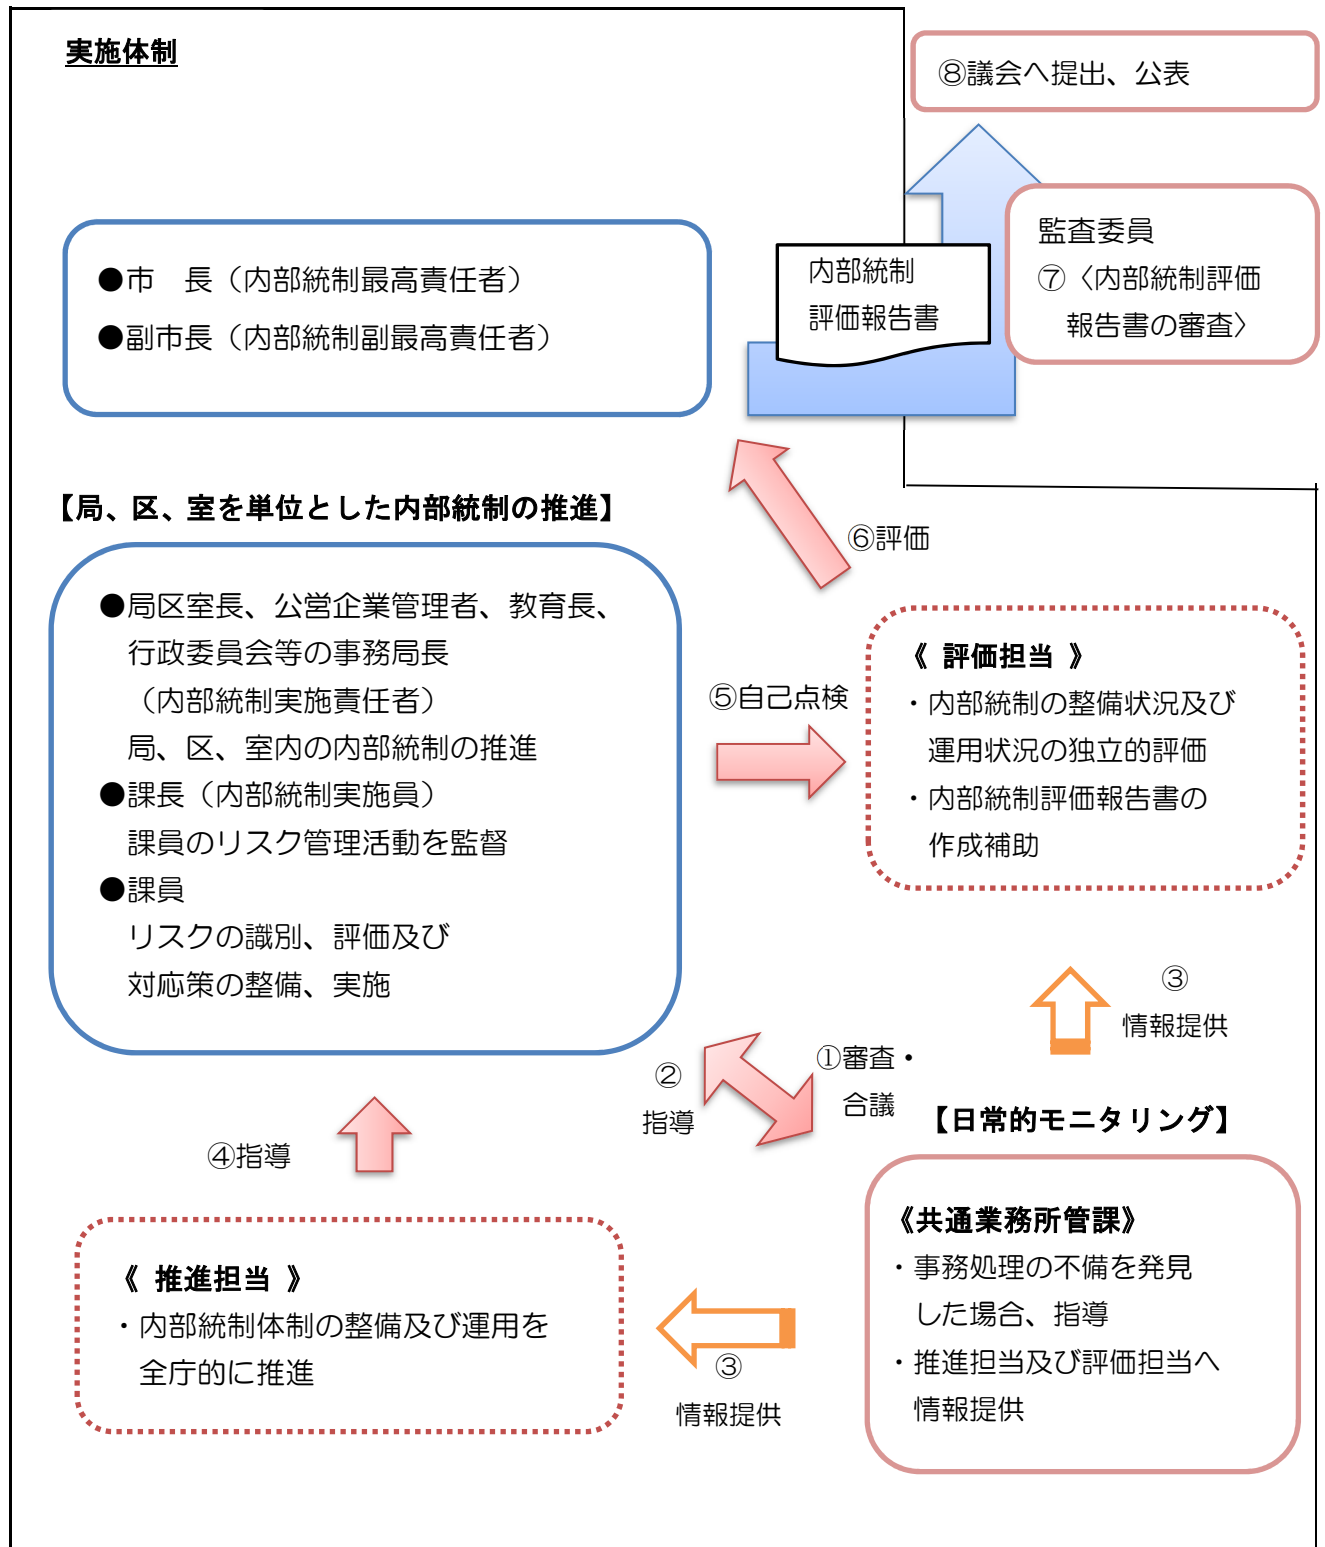 実施体制
⑧議会へ提出、公表
監査委員
⑦〈内部統制評価
報告書の審査〉
内部統制
評価報告書
●市　長（内部統制最高責任者）
●副市長（内部統制副最高責任者）
【局、区、室を単位とした内部統制の推進】
⑥評価
●局区室長、公営企業管理者、教育長、
行政委員会等の事務局長
（内部統制実施責任者）
局、区、室内の内部統制の推進
●課長（内部統制実施員）
課員のリスク管理活動を監督
●課員
リスクの識別、評価及び
対応策の整備、実施
⑤自己点検
《 評価担当 》
・内部統制の整備状況及び
運用状況の独立的評価
・内部統制評価報告書の
作成補助
③
情報提供
①審査・
合議
②
指導
【日常的モニタリング】
④指導
《共通業務所管課》
・事務処理の不備を発見
した場合、指導
・推進担当及び評価担当へ
情報提供
《 推進担当 》
・内部統制体制の整備及び運用を
全庁的に推進
③
情報提供